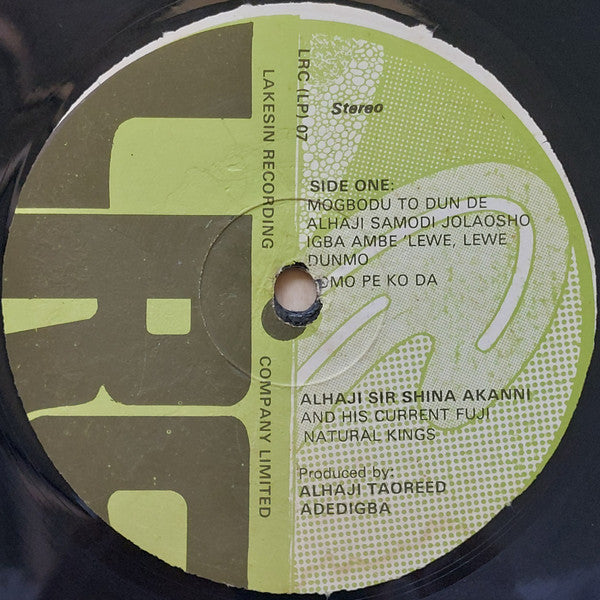 LRC
LRC (LP) 07
LAKESIN RECORDING COMPANY LIMITED
Stereo
SIDE ONE:
MOGBODU TO DUN DE
ALHAJI SAMODI JOLAOSHO
IGBA AMBE 'LEWE, LEWE
DUNMO
OMO PE KO DA
ALHAJI SIR SHINA AKANNI
AND HIS CURRENT FUJI
NATURAL KINGS
Produced by:
ALHAJI TAOREED
ADEDIGBA